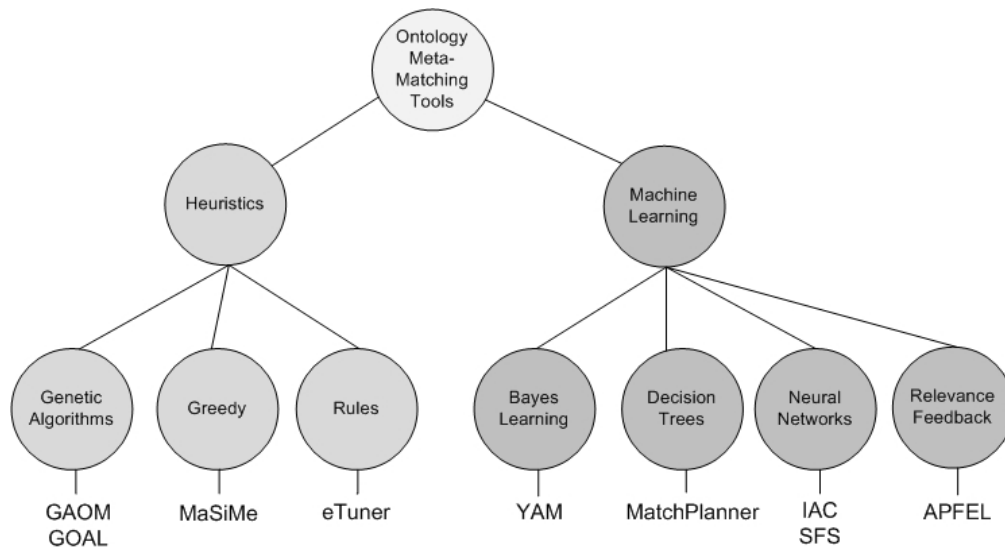 Ontology
Meta-
Matching
Tools
Heuristics
Machine
Learning
Genetic
Algorithms
Greedy
Rules
Bayes
Learning
Decision
Trees
Neural
Networks
Relevance
Feedback
GAOM
GOAL
MaSiMe
eTuner
YAM
MatchPlanner
IAC
SFS
APFEL